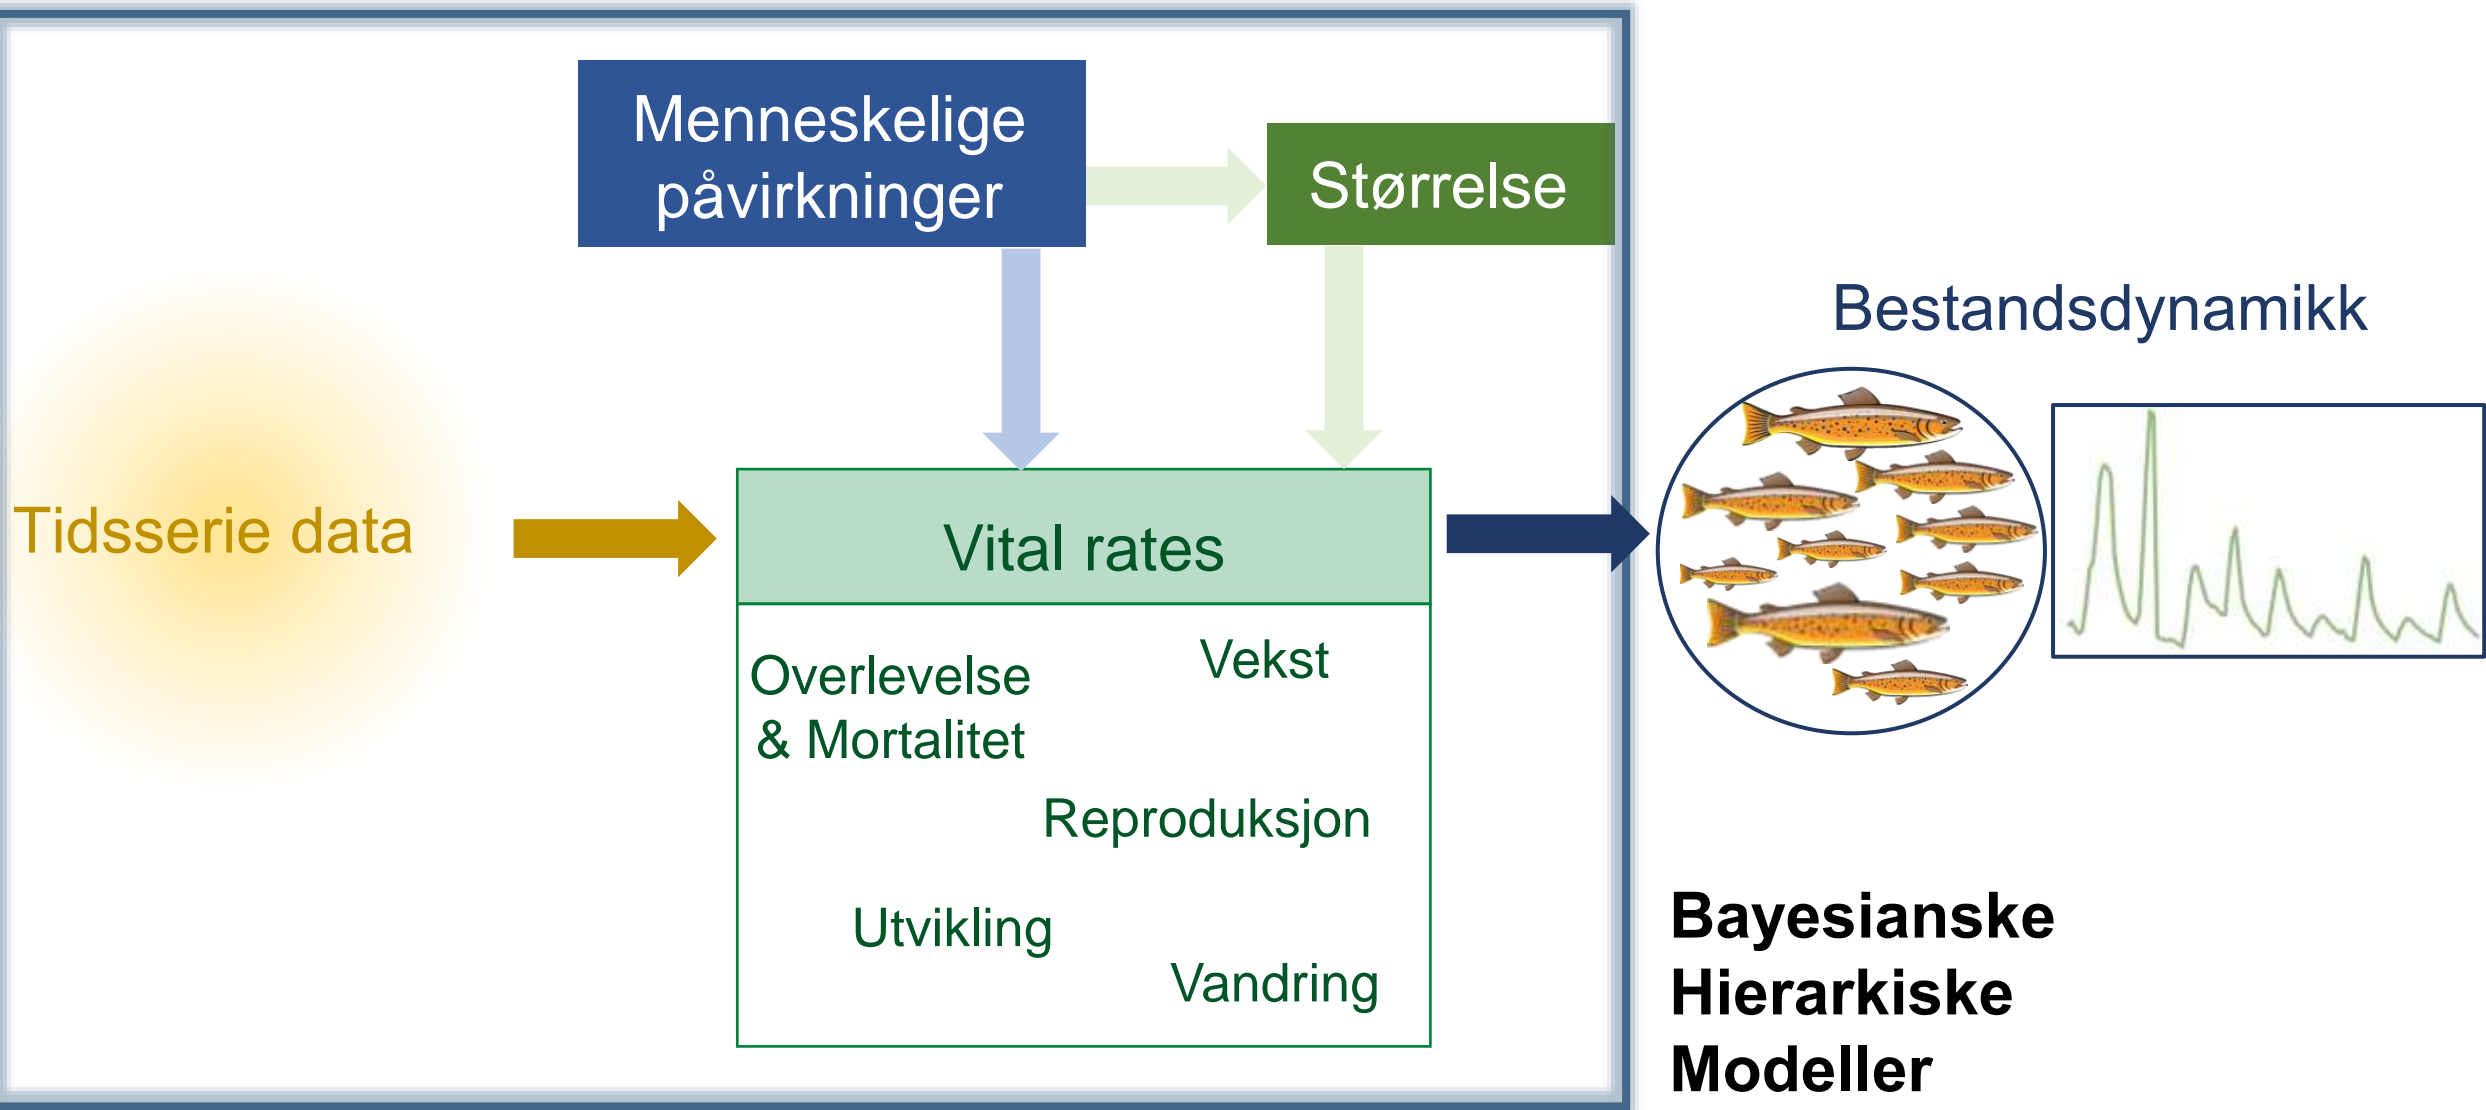 Menneskelige
påvirkninger
Størrelse
Bestandsdynamikk
Tidsserie data
Vital rates
Overlevelse
& Mortalitet
Vekst
Reproduksjon
Utvikling
Vandring
Bayesianske
Hierarkiske
Modeller